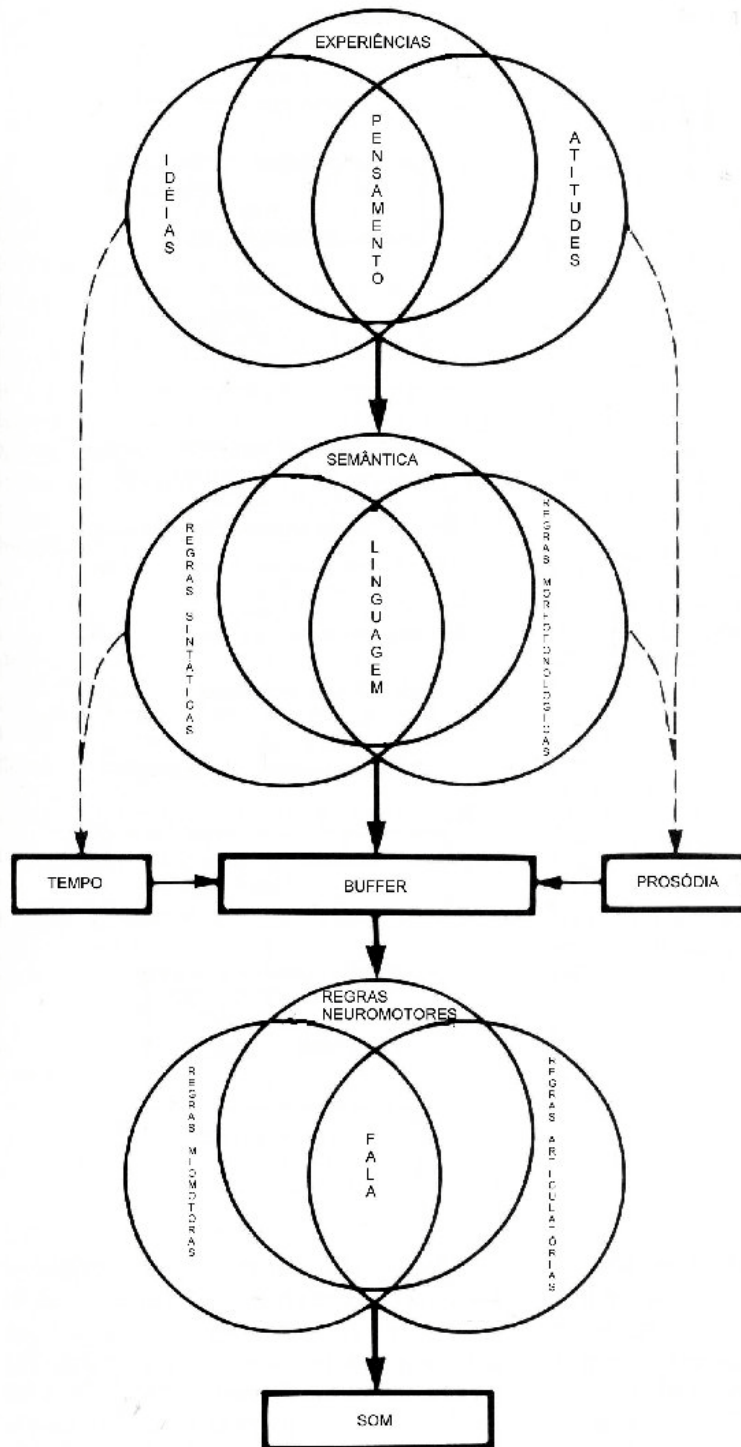 EXPERIÊNCIAS
IDÉIAS
PENSAMENTO
ATITUDES
SEMÂNTICA
REGRAS SINTÁTICAS
LINGUAGEM
REGRAS MORFOFONOLOGICAS
TEMPO
BUFFER
PROSÓDIA
REGRAS
NEUROMOTORES
REGRAS MIOMOTORAS
FALA
REGRAS ARTICULATÓRIAS
SOM